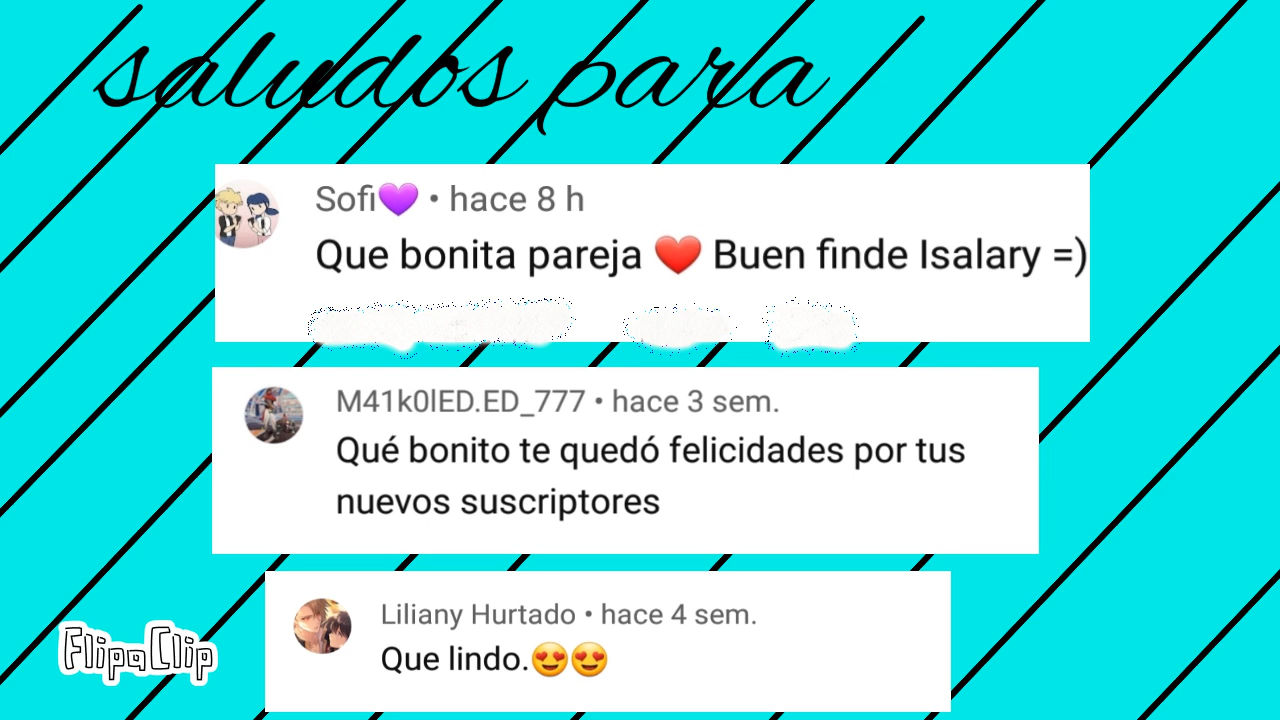 saludos para
Sofi💜 • hace 8 h
Que bonita pareja ❤️ Buen finde Isalary =)
M41k0lED.ED_777 • hace 3 sem.
Qué bonito te quedó felicidades por tus
nuevos suscriptores
Liliany Hurtado • hace 4 sem.
Que lindo.😍😍
FlipaClip